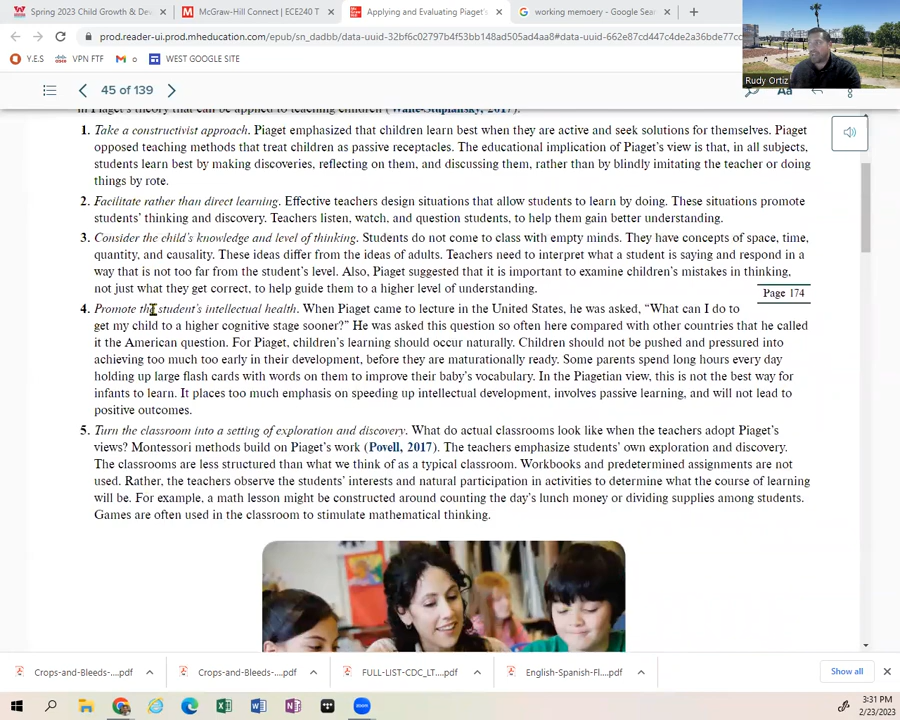 Spring 2023 Child Growth & De
McGraw-Hill Connect | ECE240 T
Applying and Evaluating Piaget's
working memoery - Google Sea
prod.reader-ui.prod.mheducation.com/epub/sn_dadbb/data-uuid-32bf6c02797b4f53bb148ad505ad4aa8#data-uuid-662e87cd447c4de2a36bde77cc
Y.E.S
VPN FTF
WEST GOOGLE SITE
Rudy Ortiz
45 of 139
Aa
in Piaget's theory that can be applied to teaching children (Waite-Stupiansky, 2017).
1. Take a constructivist approach. Piaget emphasized that children learn best when they are active and seek solutions for themselves. Piaget
opposed teaching methods that treat children as passive receptacles. The educational implication of Piaget's view is that, in all subjects,
students learn best by making discoveries, reflecting on them, and discussing them, rather than by blindly imitating the teacher or doing
things by rote.
2. Facilitate rather than direct learning. Effective teachers design situations that allow students to learn by doing. These situations promote
students' thinking and discovery. Teachers listen, watch, and question students, to help them gain better understanding.
3. Consider the child's knowledge and level of thinking. Students do not come to class with empty minds. They have concepts of space, time,
quantity, and causality. These ideas differ from the ideas of adults. Teachers need to interpret what a student is saying and respond in a
way that is not too far from the student's level. Also, Piaget suggested that it is important to examine children's mistakes in thinking,
not just what they get correct, to help guide them to a higher level of understanding.
Page 174
4. Promote the student's intellectual health. When Piaget came to lecture in the United States, he was asked, "What can I do to
get my child to a higher cognitive stage sooner?" He was asked this question so often here compared with other countries that he called
it the American question. For Piaget, children's learning should occur naturally. Children should not be pushed and pressured into
achieving too much too early in their development, before they are maturationally ready. Some parents spend long hours every day
holding up large flash cards with words on them to improve their baby's vocabulary. In the Piagetian view, this is not the best way for
infants to learn. It places too much emphasis on speeding up intellectual development, involves passive learning, and will not lead to
positive outcomes.
5. Turn the classroom into a setting of exploration and discovery. What do actual classrooms look like when the teachers adopt Piaget's
views? Montessori methods build on Piaget's work (Povell, 2017). The teachers emphasize students' own exploration and discovery.
The classrooms are less structured than what we think of as a typical classroom. Workbooks and predetermined assignments are not
used. Rather, the teachers observe the students' interests and natural participation in activities to determine what the course of learning
will be. For example, a math lesson might be constructed around counting the day's lunch money or dividing supplies among students.
Games are often used in the classroom to stimulate mathematical thinking.
Crops-and-Bleeds-....pdf
Crops-and-Bleeds-....pdf
FULL-LIST-CDC_LT....pdf
English-Spanish-Fl....pdf
Show all
3:31 PM
2/23/2023